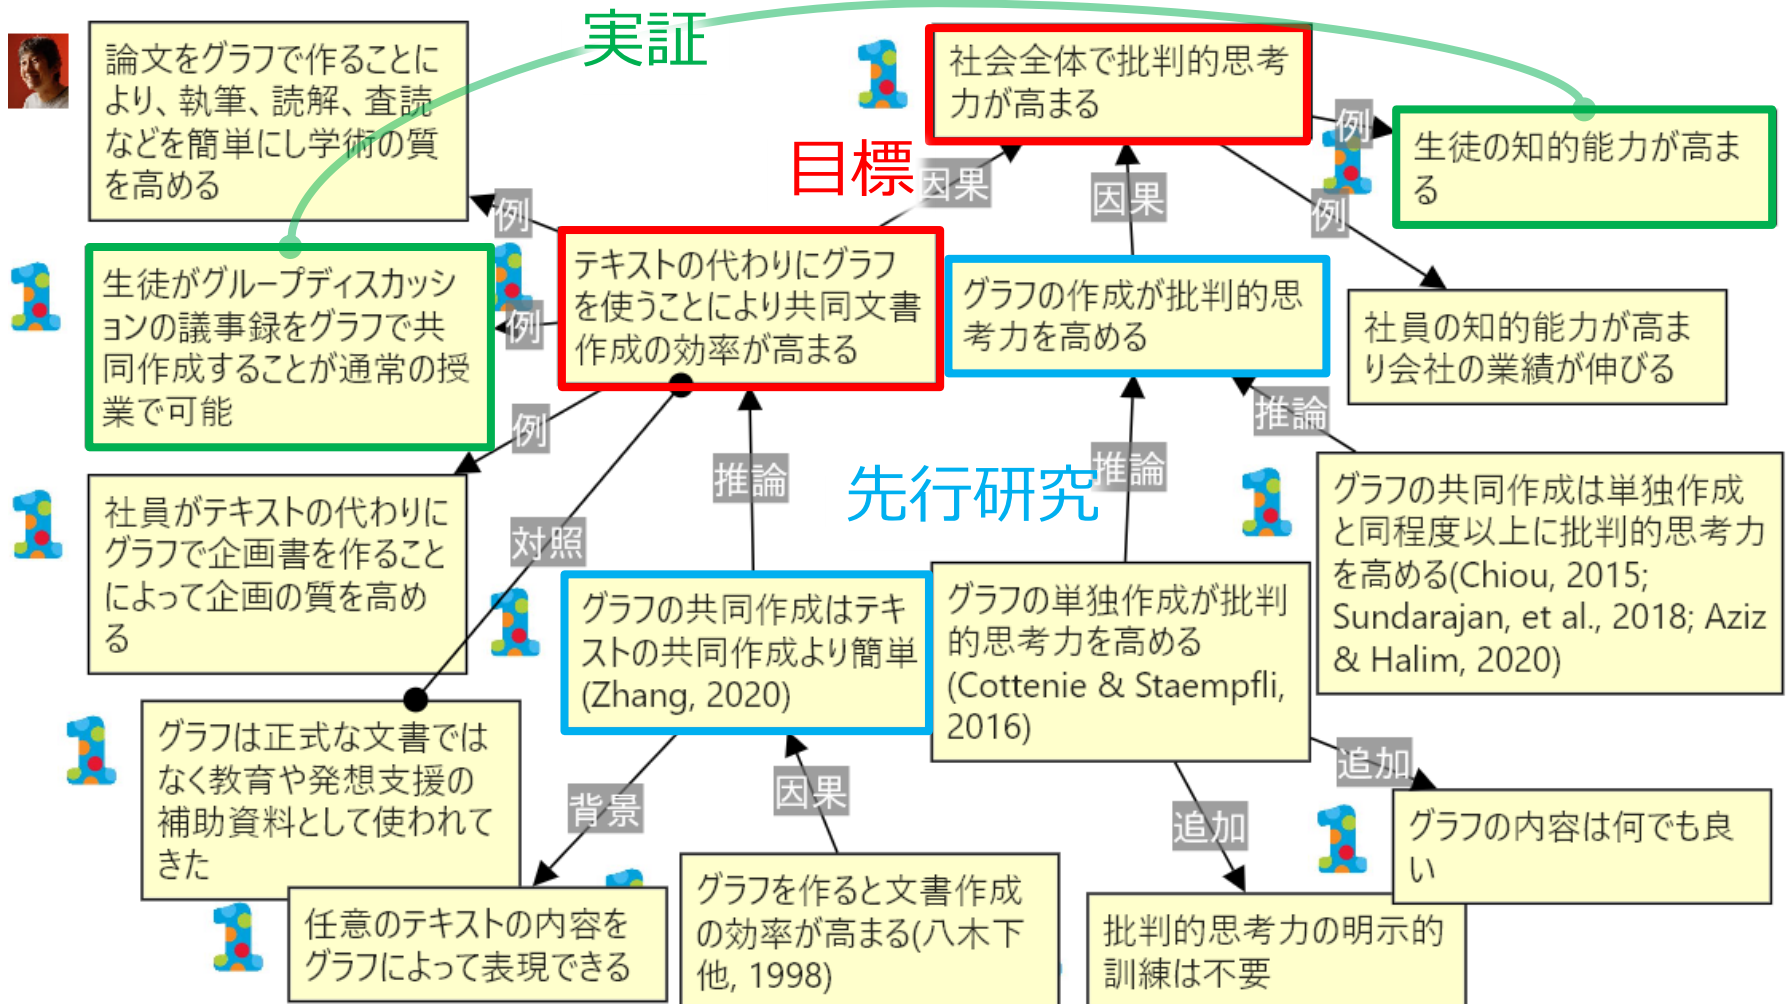 実証
論文をグラフで作ることに
より、執筆、読解、査読
などを簡単にし学術の質
を高める
社会全体で批判的思考
力が高まる
例
生徒の知的能力が高ま
る
目標
因果
因果
例
例
生徒がグループディスカッシ
ョンの議事録をグラフで共
同作成することが通常の授
業で可能
例
テキストの代わりにグラフ
を使うことにより共同文書
作成の効率が高まる
グラフの作成が批判的思
考力を高める
社員の知的能力が高ま
り会社の業績が伸びる
例
推論
推論
先行研究
推論
社員がテキストの代わりに
グラフで企画書を作ること
によって企画の質を高め
る
対照
グラフの共同作成はテキ
ストの共同作成より簡単
(Zhang, 2020)
グラフの単独作成が批判
的思考力を高める
(Cottenie & Staempfli,
2016)
グラフの共同作成は単独作成
と同程度以上に批判的思考力
を高める(Chiou, 2015;
Sundarajan, et al., 2018; Aziz
& Halim, 2020)
グラフは正式な文書では
なく教育や発想支援の
補助資料として使われて
きた
背景
因果
追加
追加
グラフの内容は何でも良
い
任意のテキストの内容を
グラフによって表現できる
グラフを作ると文書作成
の効率が高まる(八木下
他, 1998)
批判的思考力の明示的
訓練は不要